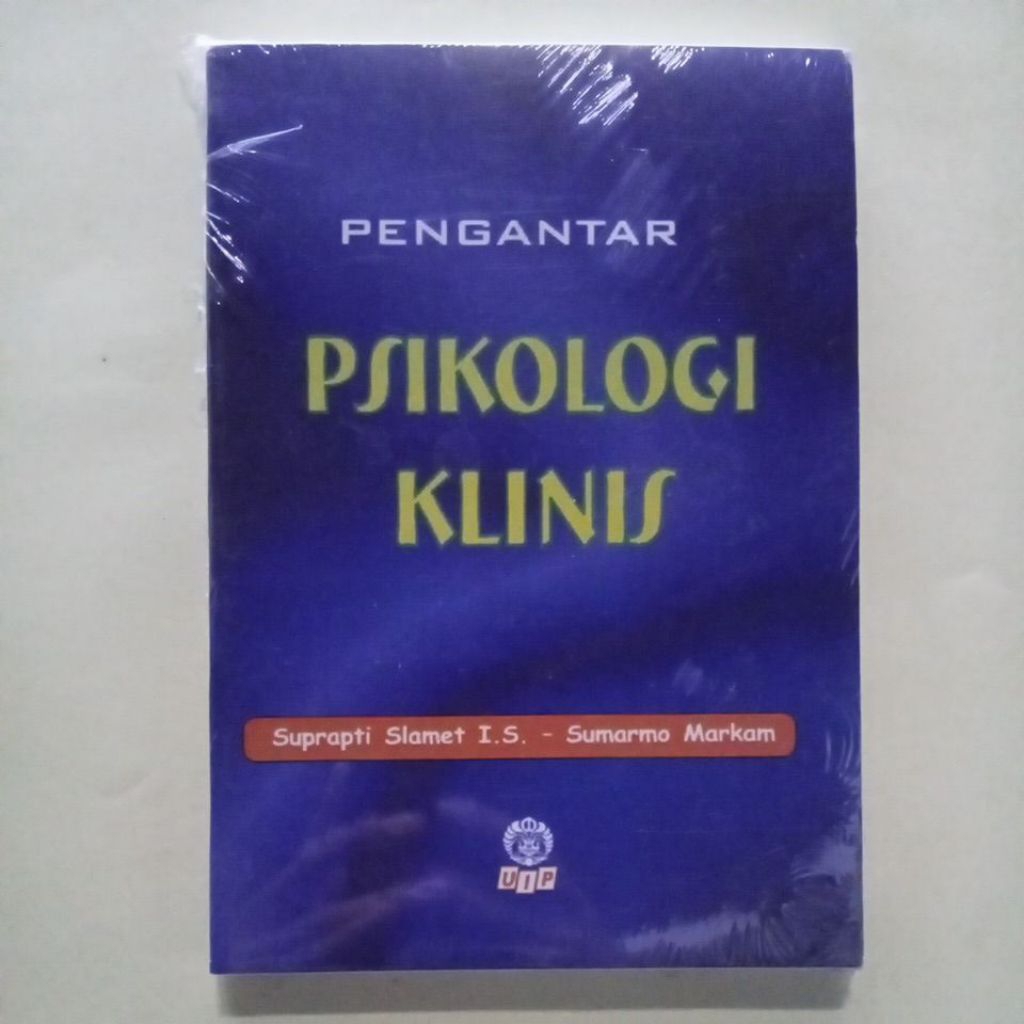 PENGANTAR
PSIKOLOGI
KLINIS
Suprapti Slamet I.S. - Sumarmo Markam
UIP